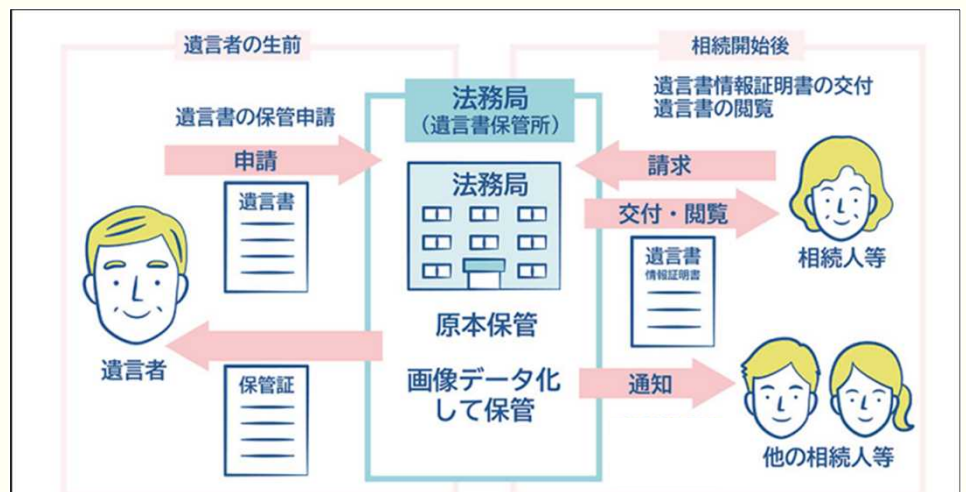 遺言者の生前
遺言書の保管申請
申請
遺言書
遺言者
保管証
法務局
(遺言書保管所)
法務局
原本保管
画像データ化
して保管
相続開始後
遺言書情報証明書の交付
遺言書の閲覧
請求
交付・閲覧
遺言書
情報証明書
相続人等
通知
他の相続人等